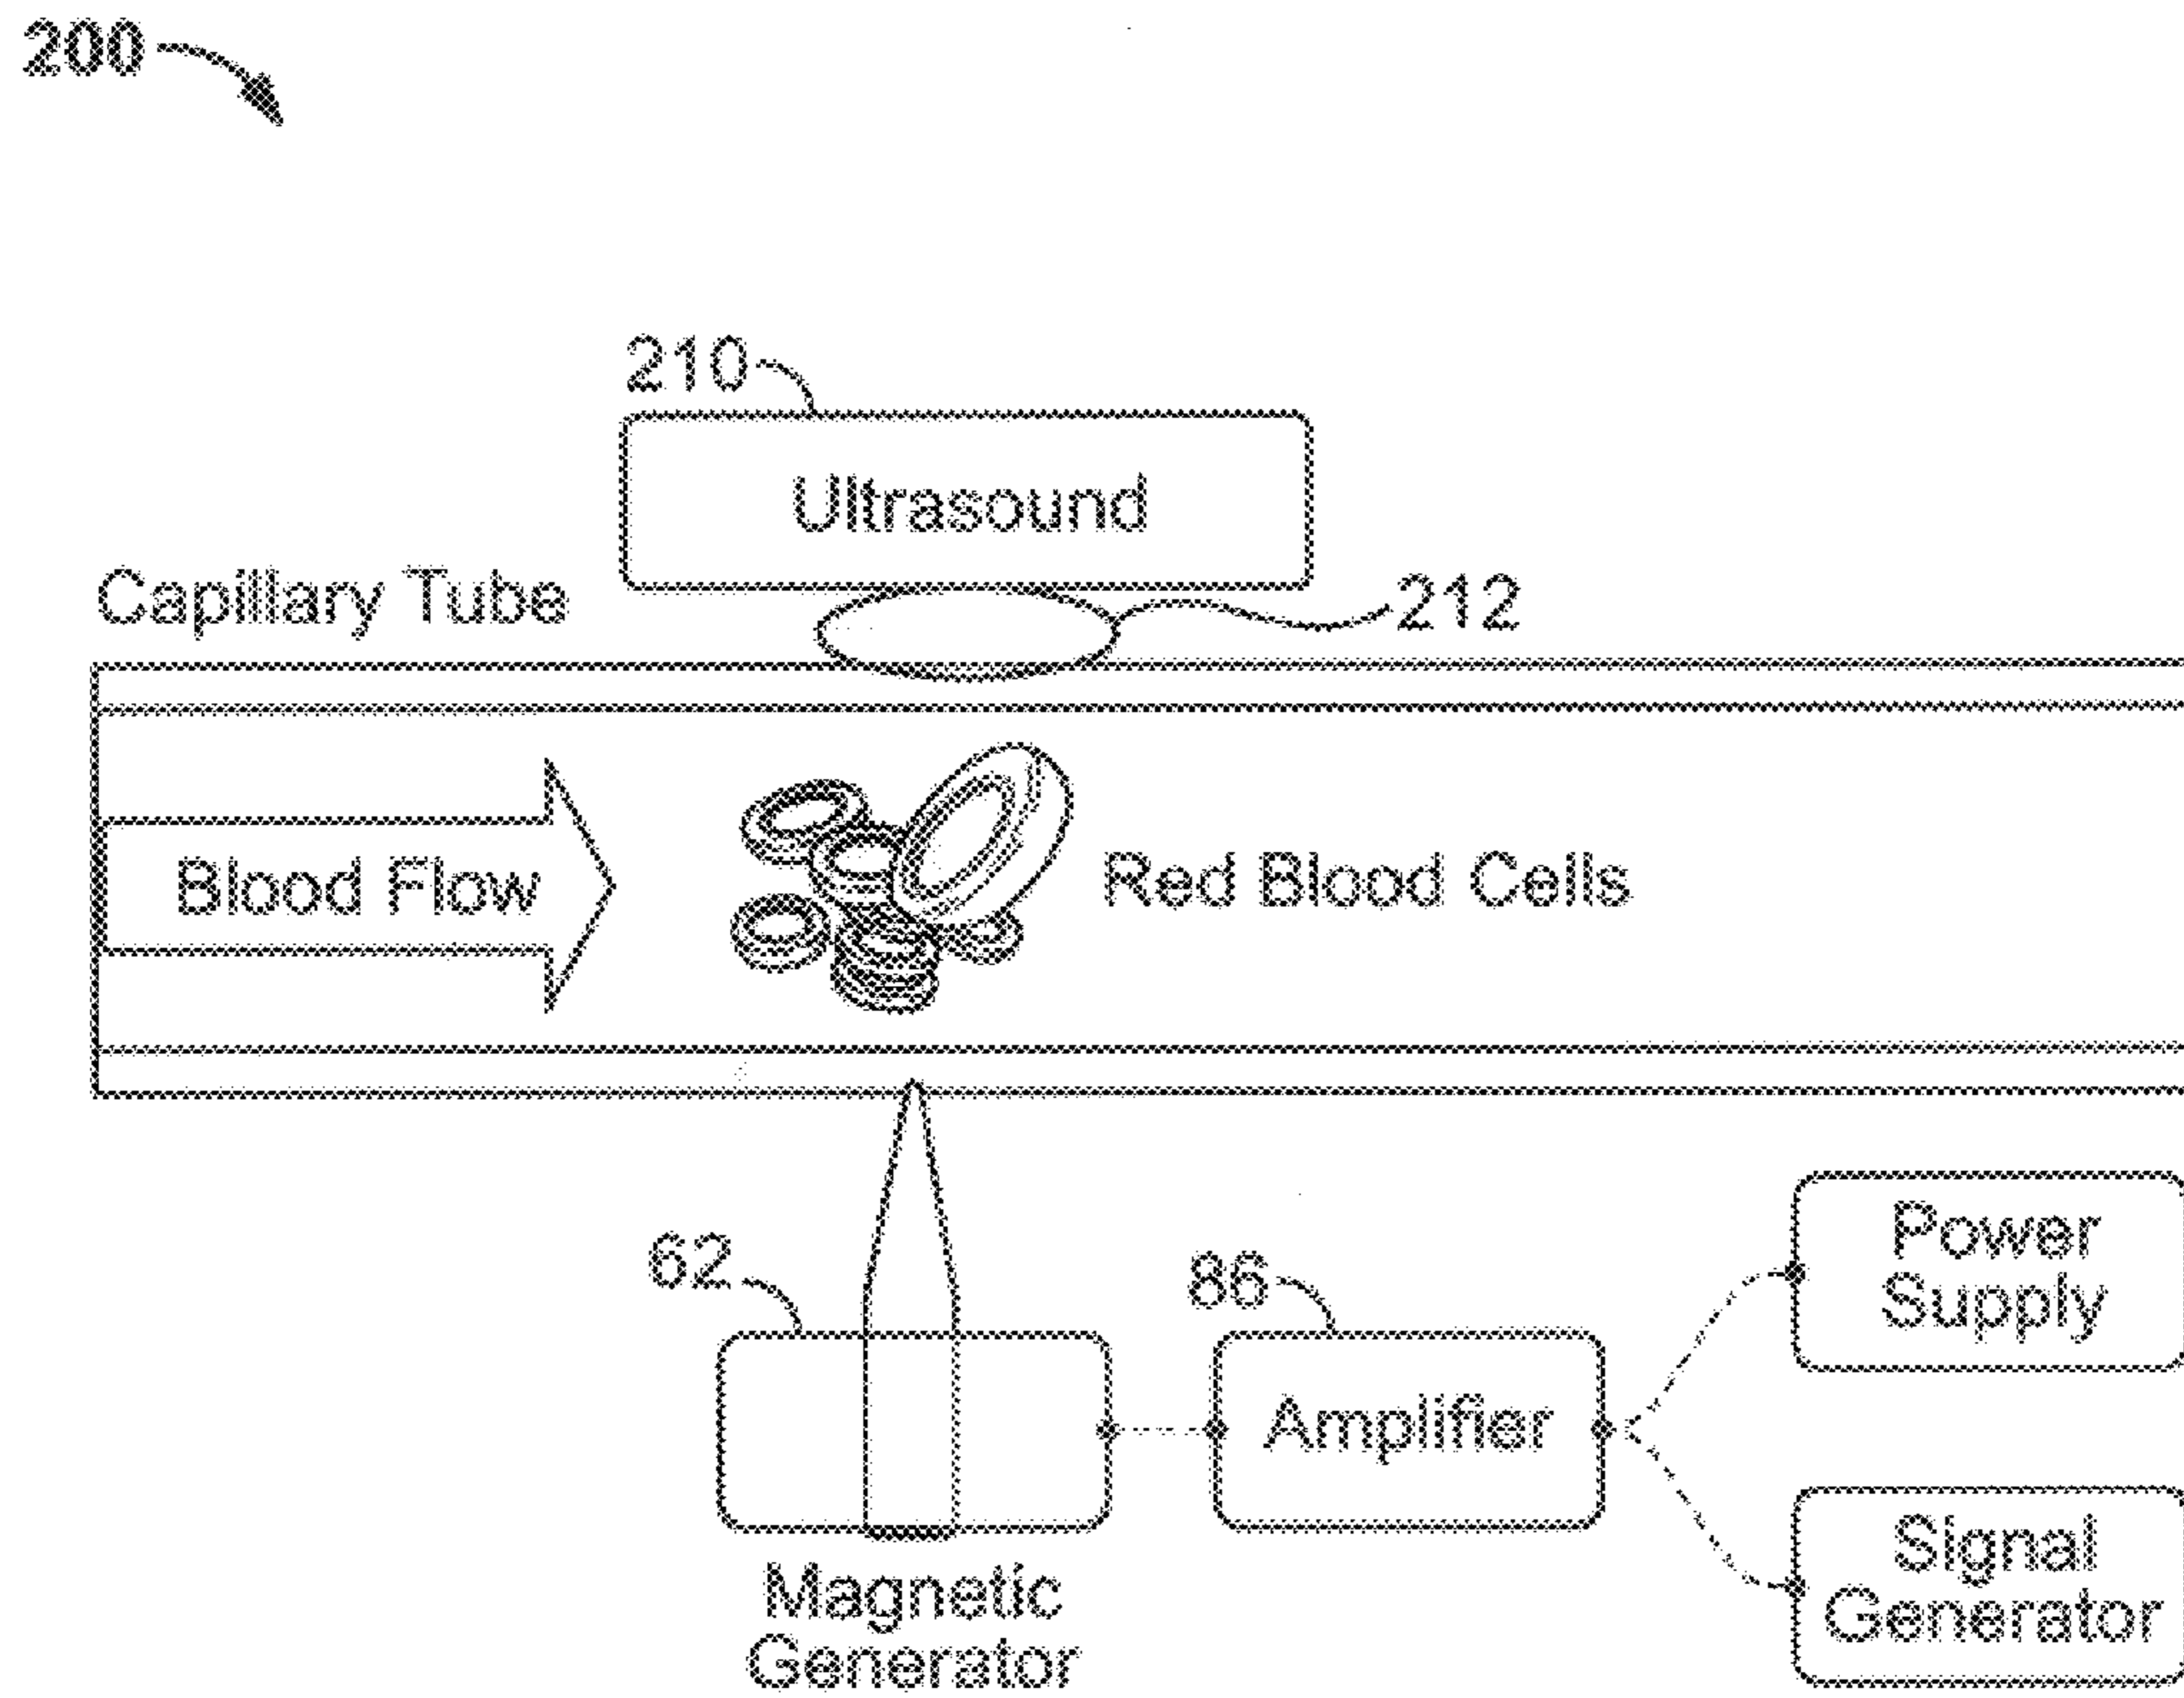 200
210
Ultrasound
Capillary Tube
212
Blood Flow
Red Blood Cells
62
86
Power
Supply
Amplifier
Signal
Generator
Magnetic
Generator